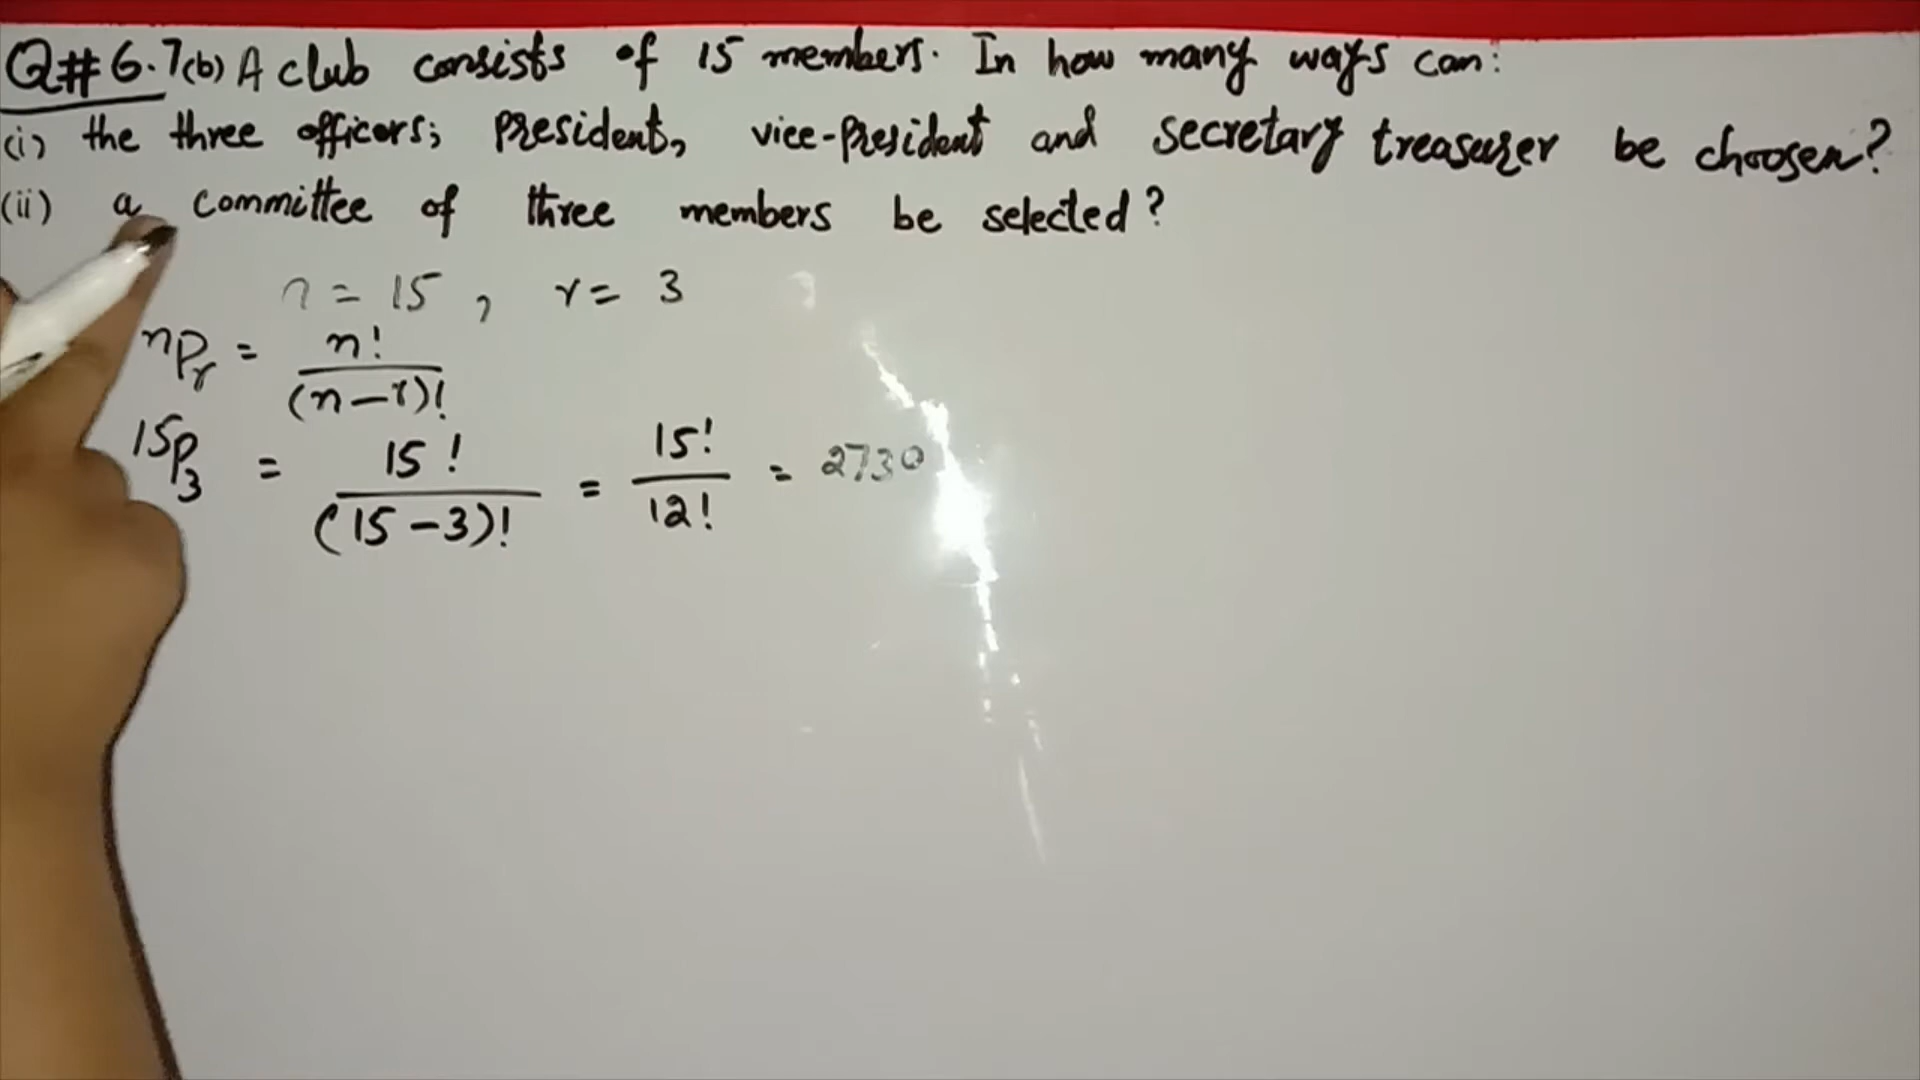 Q# 6.7(b) A club consists of 15 members. In how many ways can:
(i) the three officers; president, vice-president and secretary treasurer be choosen?
(ii) a committee of three members be selected?
n = 15, r = 3
nPr = n! / (n-r)!
15P3 = 15! / (15-3)! = 15! / 12! = 2730